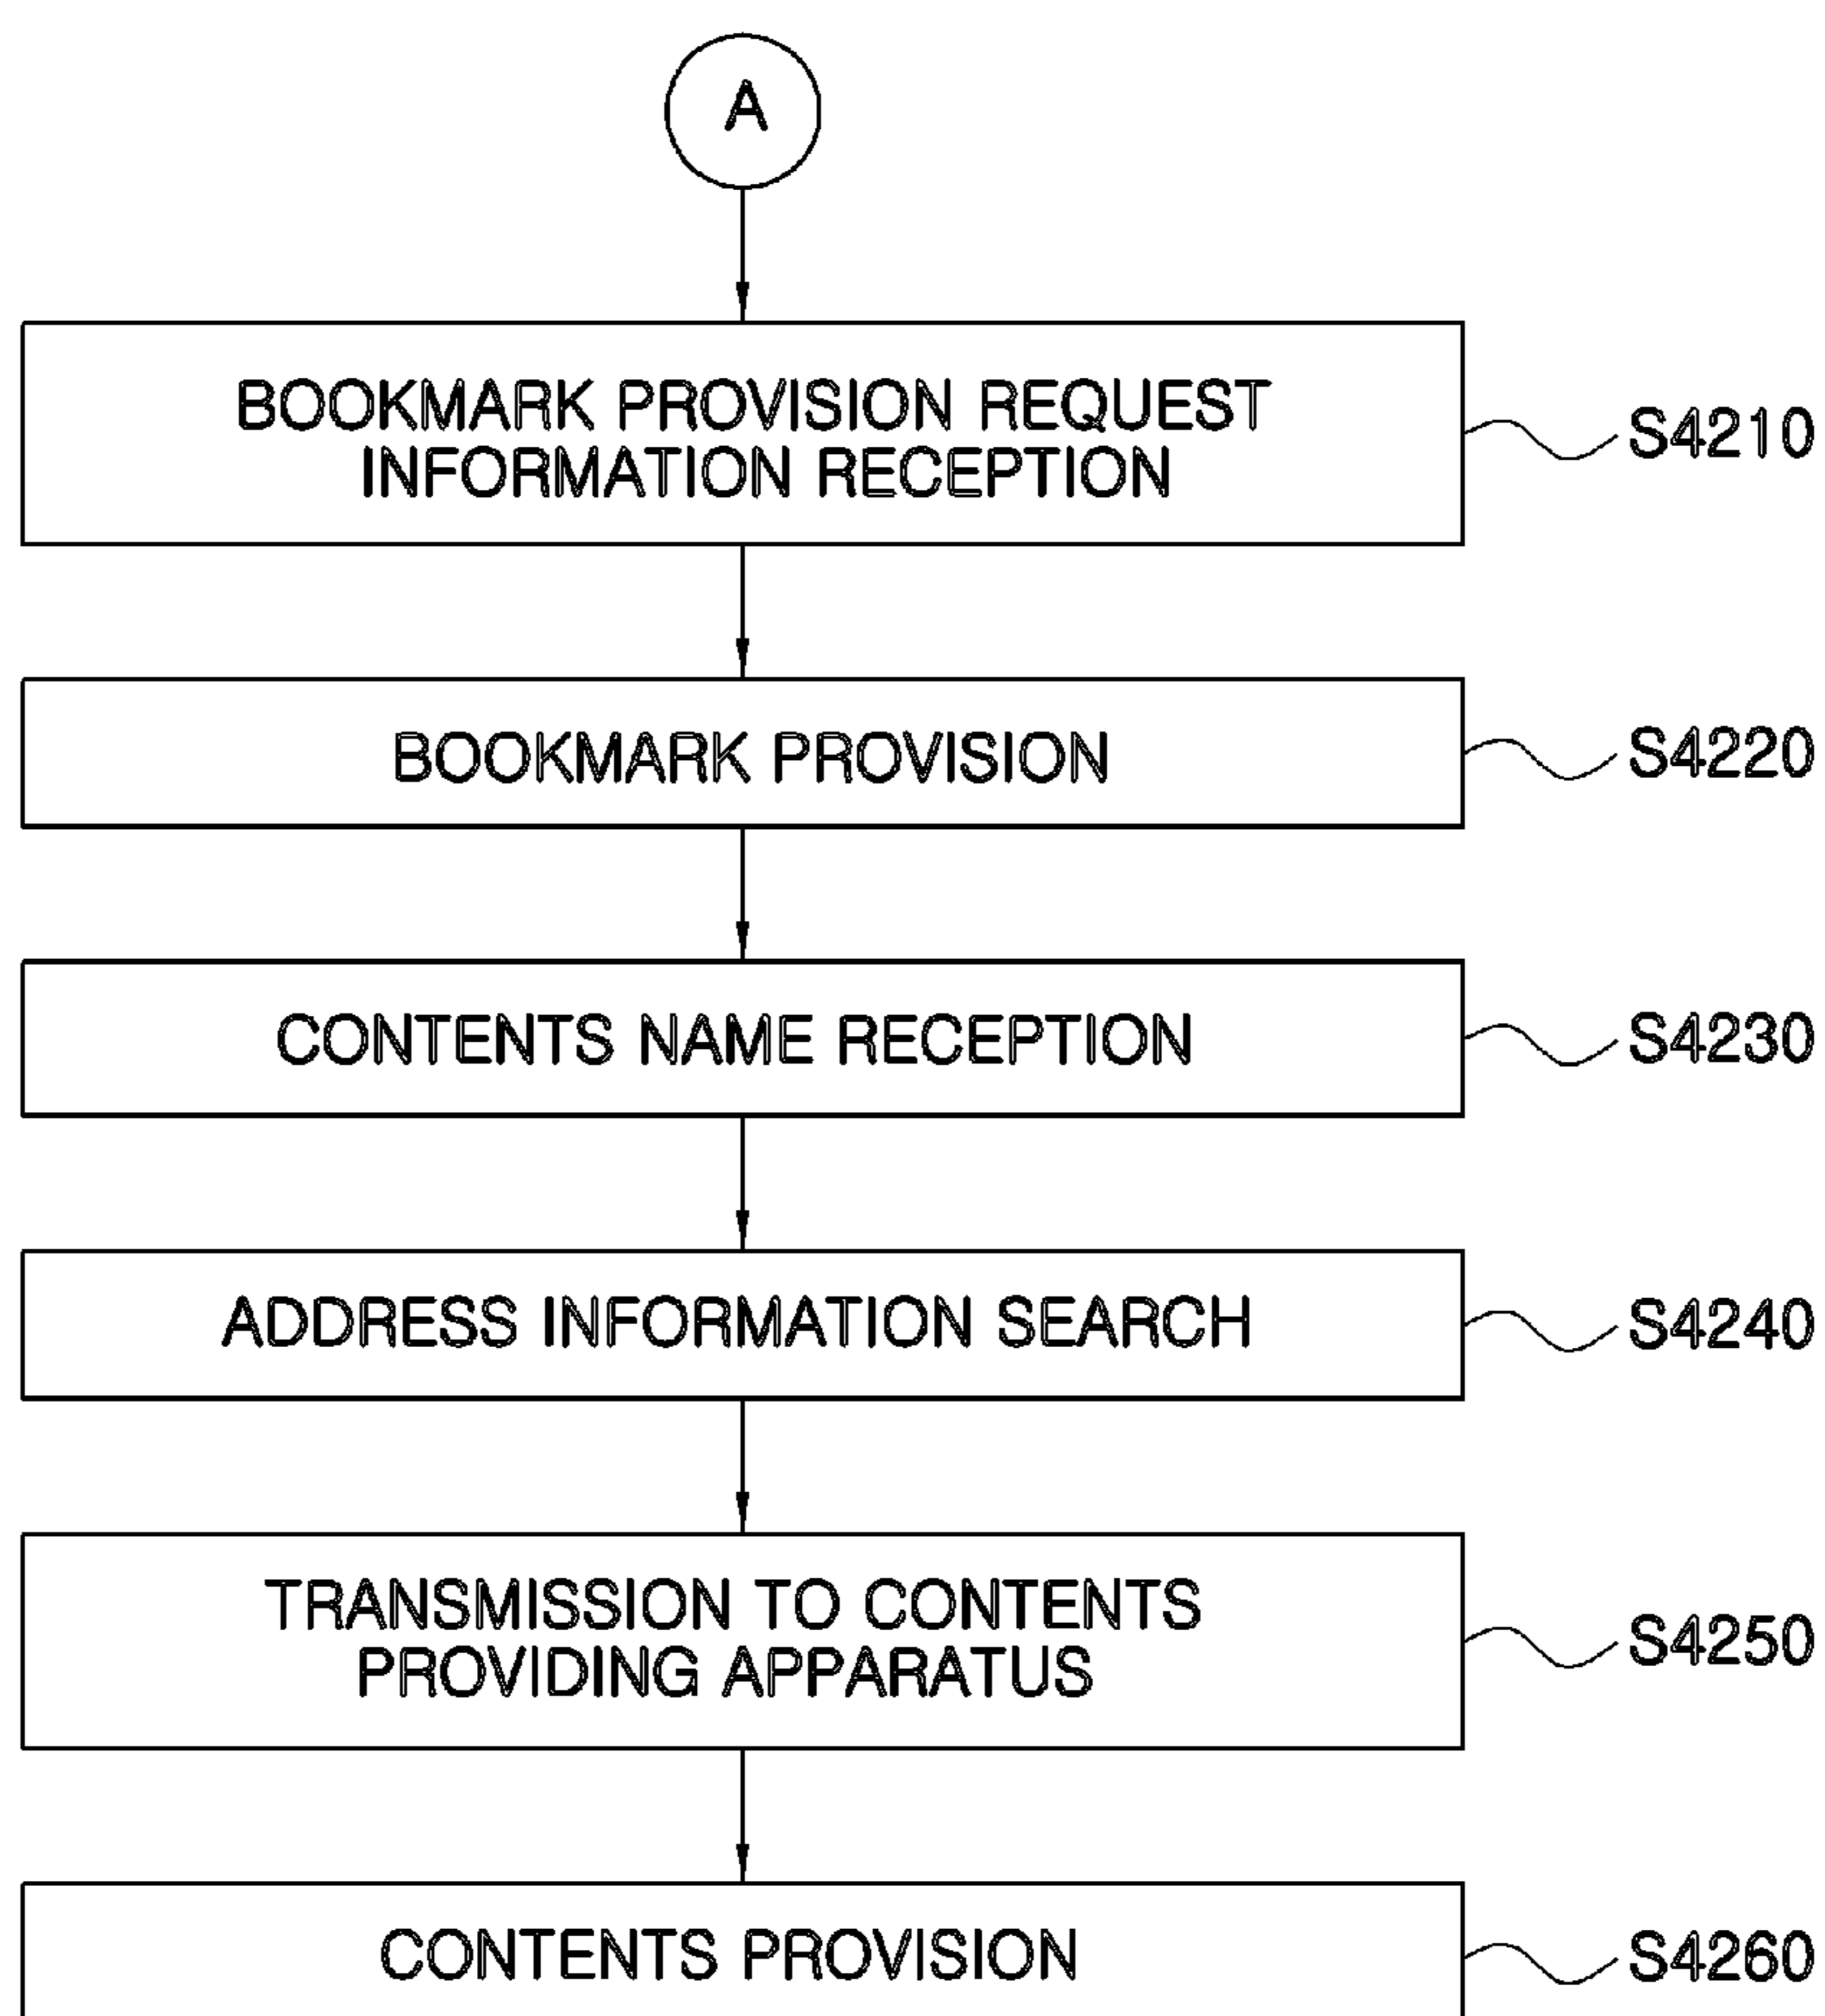 A
BOOKMARK PROVISION REQUEST
INFORMATION RECEPTION
S4210
BOOKMARK PROVISION
S4220
CONTENTS NAME RECEPTION
S4230
ADDRESS INFORMATION SEARCH
S4240
TRANSMISSION TO CONTENTS
PROVIDING APPARATUS
S4250
CONTENTS PROVISION
S4260